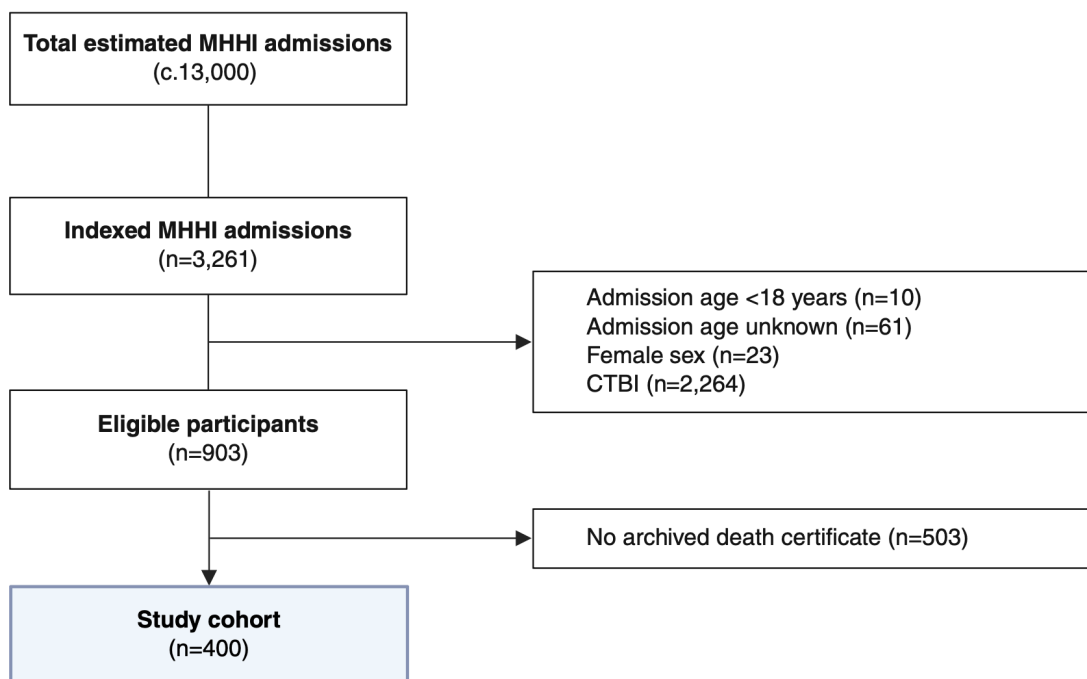 Total estimated MHHI admissions
(c.13,000)
Indexed MHHI admissions
(n=3,261)
Admission age <18 years (n=10)
Admission age unknown (n=61)
Female sex (n=23)
CTBI (n=2,264)
Eligible participants
(n=903)
No archived death certificate (n=503)
Study cohort
(n=400)